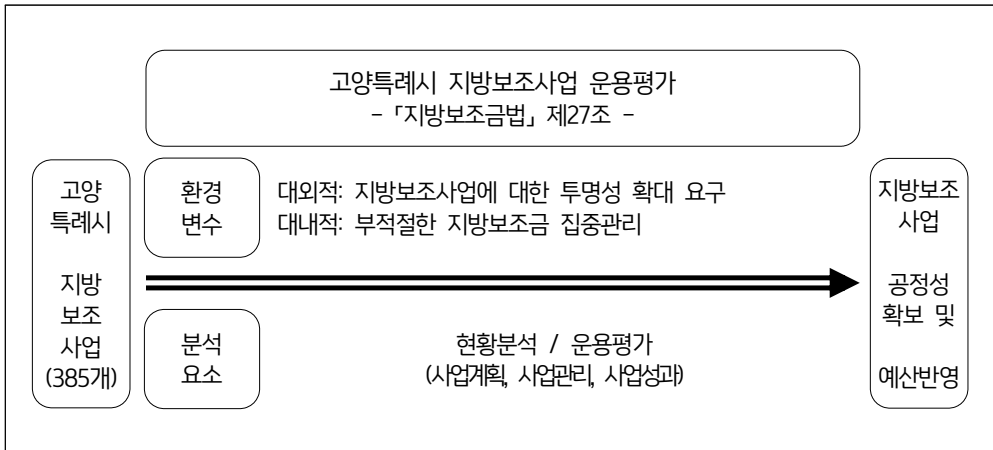 고양특례시 지방보조사업 운용평가
- 「지방보조금법」 제27조 -
고양
특례시
지방
보조
사업
(385개)
환경
변수
대외적: 지방보조사업에 대한 투명성 확대 요구
대내적: 부적절한 지방보조금 집중관리
분석
요소
현황분석 / 운용평가
(사업계획, 사업관리, 사업성과)
지방보조
사업
공정성
확보 및
예산반영